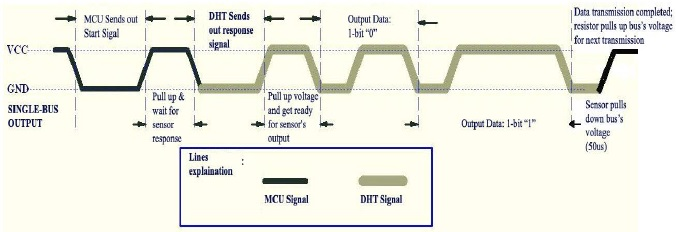 MCU Sends out
Start Sigal
DHT Sends
out response
signal
Output Data:
1-bit "0"
Data transmission completed;
resistor pulls up bus's voltage
for next transmission
VCC
GND
SINGLE-BUS
OUTPUT
Pull up &
wait for
sensor
response
Pull up voltage
and get ready
for sensor's
output
Output Data: 1-bit "1"
Sensor pulls
down bus's
voltage
(50us)
Lines
explaination
:
MCU Signal
DHT Signal